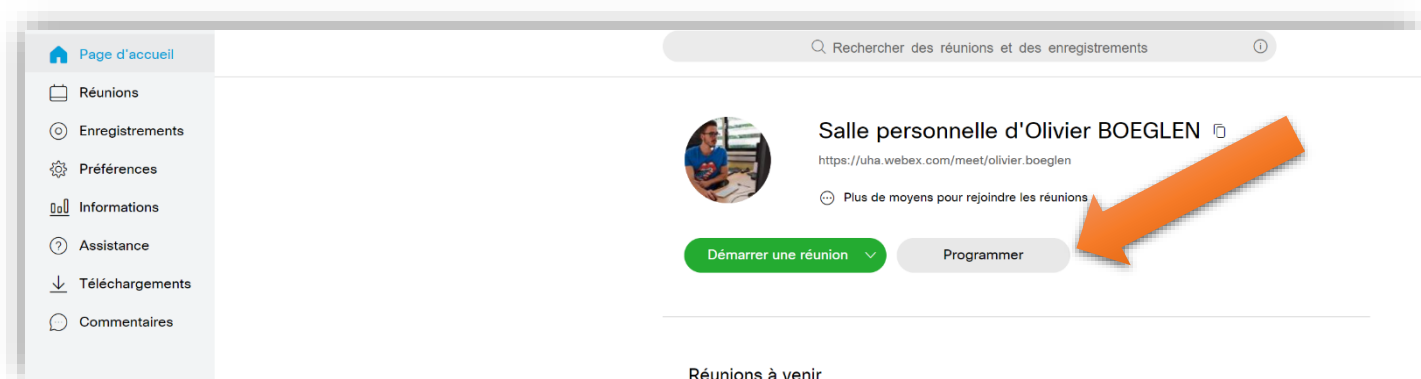 Page d'accueil
Réunions
Enregistrements
Préférences
Informations
Assistance
Téléchargements
Commentaires
Rechercher des réunions et des enregistrements
Salle personnelle d'Olivier BOEGLEN
https://uha.webex.com/meet/olivier.boeglen
Plus de moyens pour rejoindre les réunions
Démarrer une réunion
Programmer
Réunions à venir